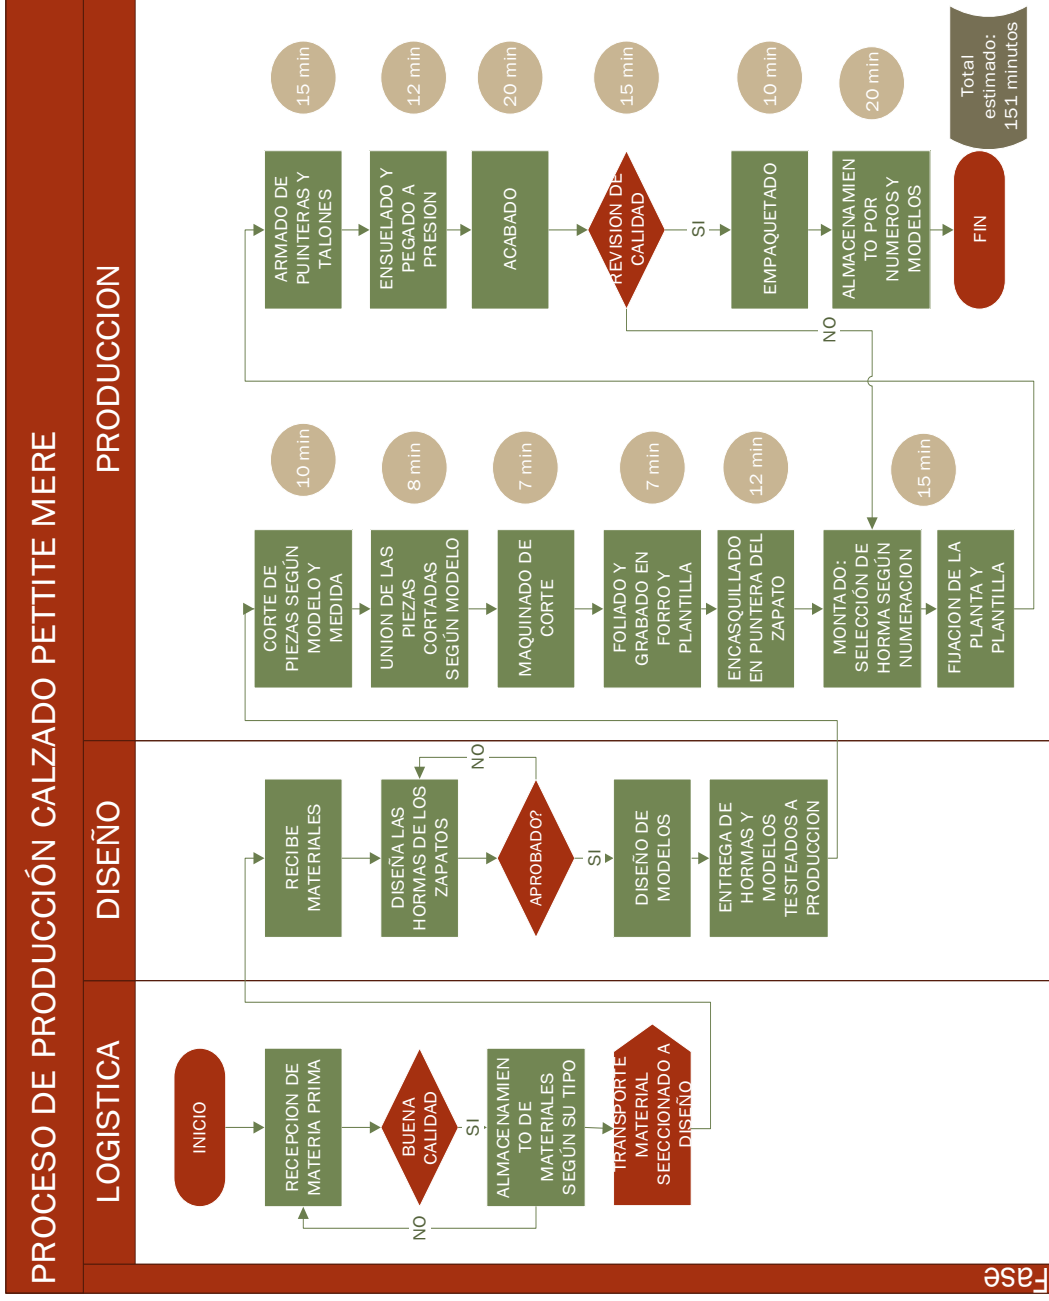 PROCESO DE PRODUCCIÓN CALZADO PETTITE MERE
LOGISTICA
DISEÑO
PRODUCCION
Fase
INICIO
RECEPCION DE
MATERIA PRIMA
BUENA
CALIDAD
NO
SI
ALMACENAMIEN
TO DE
MATERIALES
SEGÚN SU TIPO
TRANSPORTE
MATERIAL
SEECCIONADO A
DISEÑO
RECIBE
MATERIALES
DISEÑA LAS
HORMAS DE LOS
ZAPATOS
NO
APROBADO?
SI
DISEÑO DE
MODELOS
ENTREGA DE
HORMAS Y
MODELOS
TESTEADOS A
PRODUCCION
CORTE DE
PIEZAS SEGÚN
MODELO Y
MEDIDA
10 min
UNION DE LAS
PIEZAS
CORTADAS
SEGÚN MODELO
8 min
MAQUINADO DE
CORTE
7 min
FOLIADO Y
GRABADO EN
FORRO Y
PLANTILLA
7 min
ENCASQUILLADO
EN PUNTERA DEL
ZAPATO
12 min
MONTADO:
SELECCIÓN DE
HORMA SEGÚN
NUMERACION
15 min
FIJACION DE LA
PLANTA Y
PLANTILLA
ARMADO DE
PUINTERAS Y
TALONES
15 min
ENSUELADO Y
PEGADO A
PRESION
12 min
ACABADO
20 min
REVISION DE
CALIDAD
15 min
SI
NO
EMPAQUETADO
10 min
ALMACENAMIEN
TO POR
NUMEROS Y
MODELOS
20 min
FIN
Total
estimado:
151 minutos